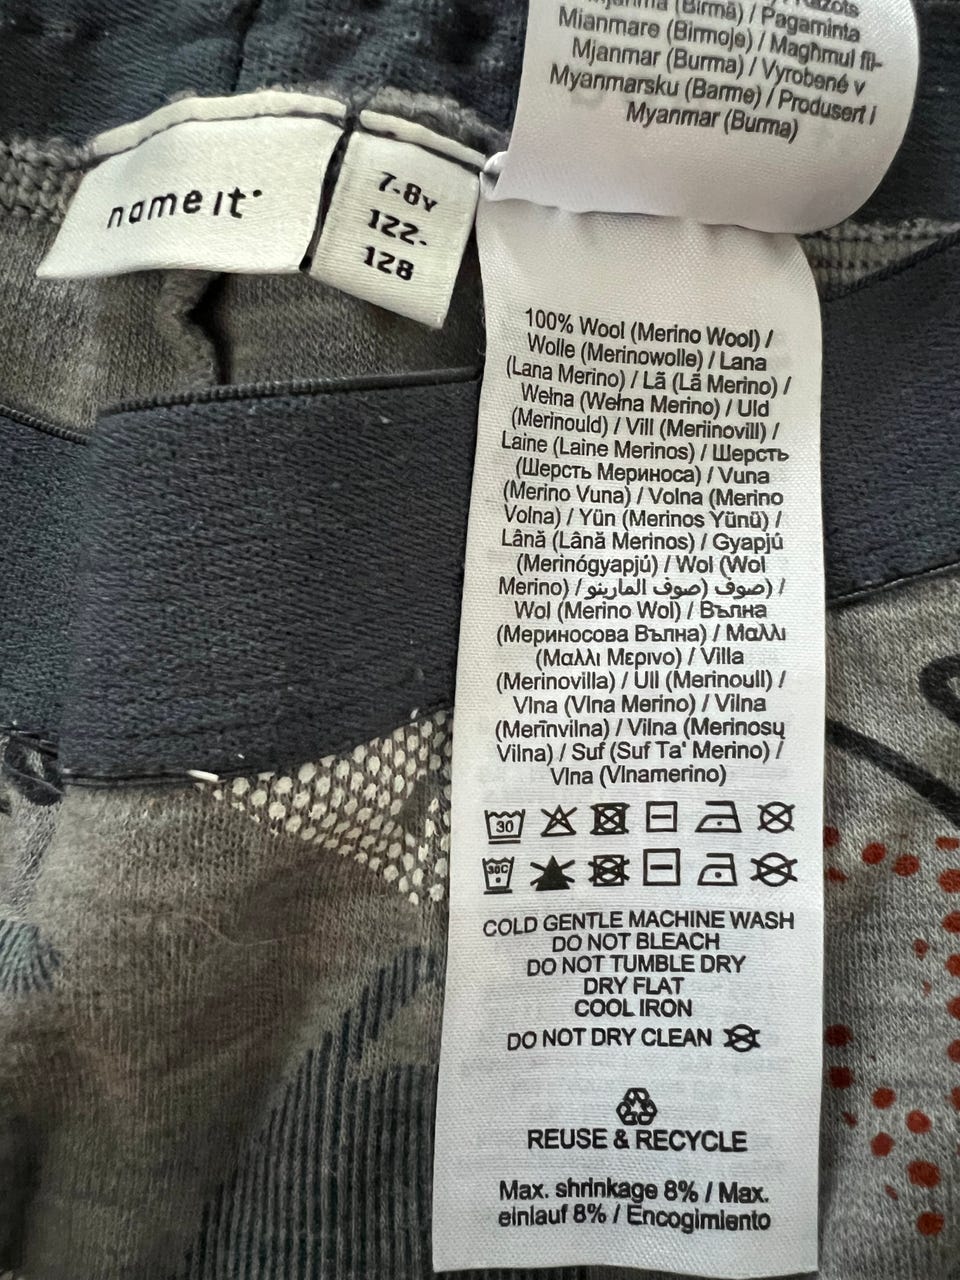 name it
7-8Y
122-
128
(Birmā) / Pagaminta
Mianmare (Birmoje) / Magħmul fil-
Mjanmar (Burma) / Vyrobené v
Myanmarsku (Barme) / Produsert i
Myanmar (Burma)
100% Wool (Merino Wool) /
Wolle (Merinowolle) / Lana
(Lana Merino) / Lã (Lã Merino) /
Wełna (Wełna Merino) / Uld
(Merinould) / Vill (Meriinovill) /
Laine (Laine Merinos) / Шерсть
(Шерсть Мериноса) / Vuna
(Merino Vuna) / Volna (Merino
Volna) / Yün (Merinos Yünü) /
Lână (Lână Merinos) / Gyapjú
(Merinógyapjú) / Wol (Wol
Merino) / صوف (صوف المارينو) /
Wol (Merino Wol) / Вълна
(Мериносова Вълна) / Μαλλι
(Μαλλι Μερινο) / Villa
(Merinovilla) / Ull (Merinoull) /
Vlna (Vlna Merino) / Vilna
(Merīnvilna) / Vilna (Merinosų
Vilna) / Suf (Suf Ta' Merino) /
Vlna (Vlnamerino)
30
30C
COLD GENTLE MACHINE WASH
DO NOT BLEACH
DO NOT TUMBLE DRY
DRY FLAT
COOL IRON
DO NOT DRY CLEAN
REUSE & RECYCLE
Max. shrinkage 8% / Max.
einlauf 8% / Encogimiento